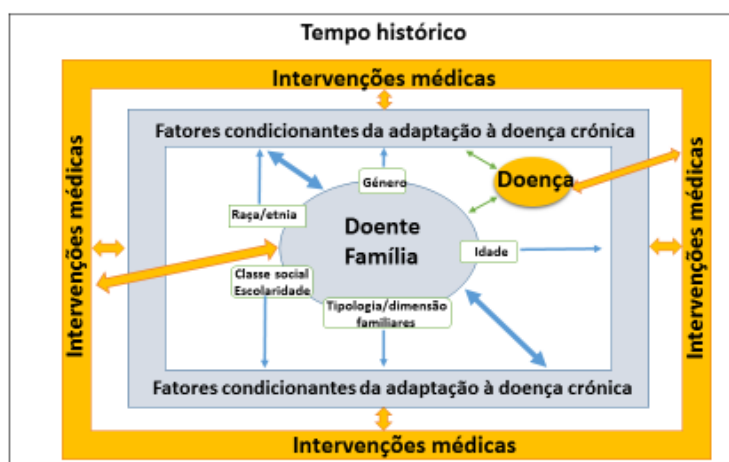 Tempo histórico
Intervenções médicas
Intervenções médicas
Intervenções médicas
Fatores condicionantes da adaptação à doença crónica
Género
Doença
Raça/etnia
Doente
Família
Idade
Classe social
Escolaridade
Tipologia/dimensão
familiares
Fatores condicionantes da adaptação à doença crónica
Intervenções médicas